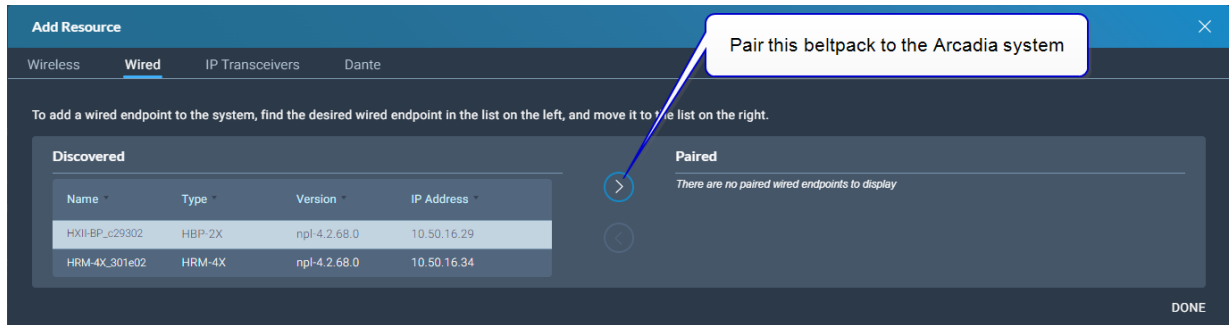 Add Resource
Pair this beltpack to the Arcadia system
Wireless Wired IP Transceivers Dante
To add a wired endpoint to the system, find the desired wired endpoint in the list on the left, and move it to the list on the right.
Discovered
Name Type Version IP Address
HXII-BP_c29302 HBP-2X npl-4.2.68.0 10.50.16.29
HRM-4X_301e02 HRM-4X npl-4.2.68.0 10.50.16.34
Paired
There are no paired wired endpoints to display
DONE